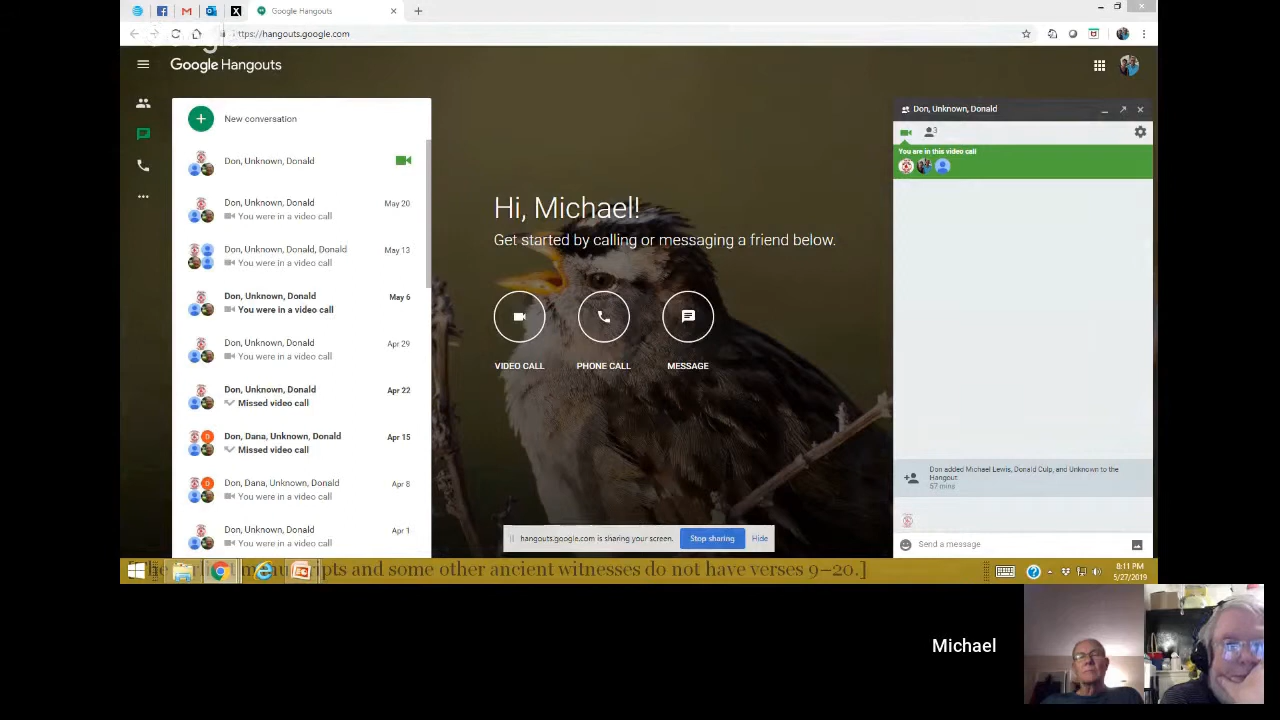 Google Hangouts
https://hangouts.google.com
Google
Google Hangouts
New conversation
Don, Unknown, Donald
Don, Unknown, Donald
May 20
You were in a video call
Don, Unknown, Donald, Donald
May 13
You were in a video call
Don, Unknown, Donald
May 6
You were in a video call
Don, Unknown, Donald
Apr 29
You were in a video call
Don, Unknown, Donald
Apr 22
Missed video call
Don, Dana, Unknown, Donald
Apr 15
Missed video call
Don, Dana, Unknown, Donald
Apr 8
You were in a video call
Don, Unknown, Donald
Apr 1
You were in a video call
Hi, Michael!
Get started by calling or messaging a friend below.
VIDEO CALL
PHONE CALL
MESSAGE
Don, Unknown, Donald
3
You are in this video call
Don added Michael Lewis, Donald Culp, and Unknown to the
Hangout
57 mins
Send a message
hangouts.google.com is sharing your screen.
Stop sharing
Hide
and some other ancient witnesses do not have verses 9–20.]
8:11 PM
5/27/2019
Michael